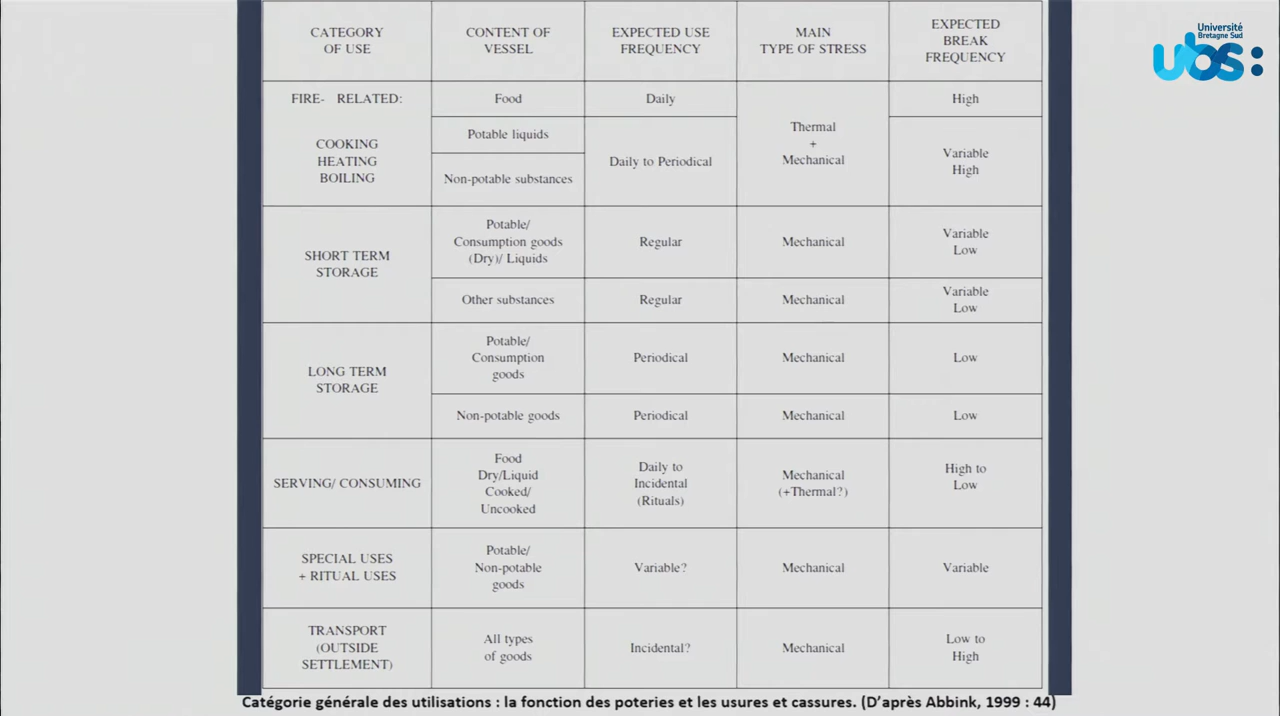 CATEGORY
OF USE
CONTENT OF
VESSEL
EXPECTED USE
FREQUENCY
MAIN
TYPE OF STRESS
EXPECTED
BREAK
FREQUENCY
Université
Bretagne Sud
ubs:
FIRE- RELATED:
COOKING
HEATING
BOILING
Food
Daily
Thermal
+
Mechanical
High
Potable liquids
Daily to Periodical
Variable
High
Non-potable substances
SHORT TERM
STORAGE
Potable/
Consumption goods
(Dry)/ Liquids
Regular
Mechanical
Variable
Low
Other substances
Regular
Mechanical
Variable
Low
LONG TERM
STORAGE
Potable/
Consumption
goods
Periodical
Mechanical
Low
Non-potable goods
Periodical
Mechanical
Low
SERVING/ CONSUMING
Food
Dry/Liquid
Cooked/
Uncooked
Daily to
Incidental
(Rituals)
Mechanical
(+Thermal?)
High to
Low
SPECIAL USES
+ RITUAL USES
Potable/
Non-potable
goods
Variable?
Mechanical
Variable
TRANSPORT
(OUTSIDE
SETTLEMENT)
All types
of goods
Incidental?
Mechanical
Low to
High
Catégorie générale des utilisations : la fonction des poteries et les usures et cassures. (D'après Abbink, 1999 : 44)